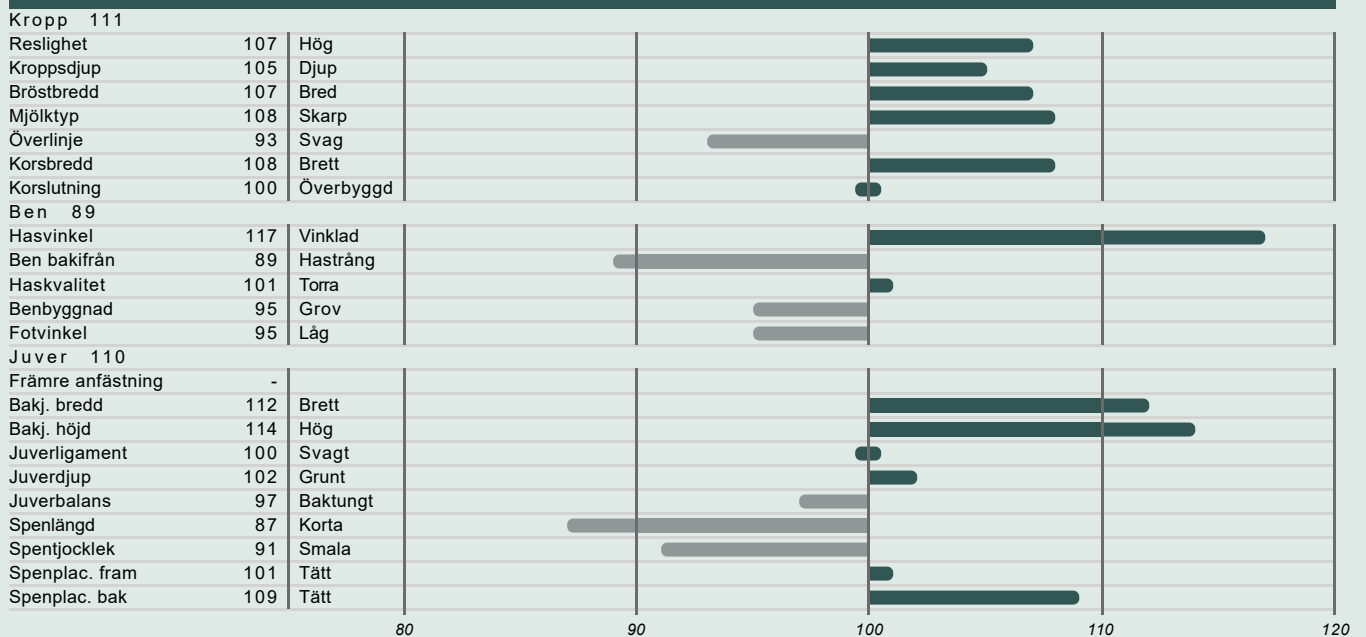 Kropp 111
Reslighet 107 Hög
Kroppsdjup 105 Djup
Bröstbredd 107 Bred
Mjölktyp 108 Skarp
Överlinje 93 Svag
Korsbredd 108 Brett
Korslutning 100 Överbyggd
Ben 89
Hasvinkel 117 Vinklad
Ben bakifrån 89 Hastrång
Haskvalitet 101 Torra
Benbyggnad 95 Grov
Fotvinkel 95 Låg
Juver 110
Främre anfästning -
Bakj. bredd 112 Brett
Bakj. höjd 114 Hög
Juverligament 100 Svagt
Juverdjup 102 Grunt
Juverbalans 97 Baktungt
Spenlängd 87 Korta
Spentjocklek 91 Smala
Spenplac. fram 101 Tätt
Spenplac. bak 109 Tätt
80 90 100 110 120